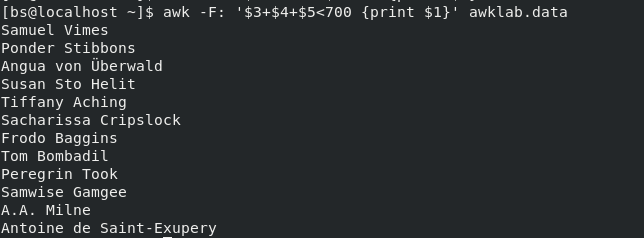 [bs@localhost ~]$ awk -F: '$3+$4+$5<700 {print $1}' awklab.data
Samuel Vimes
Ponder Stibbons
Angua von Überwald
Susan Sto Helit
Tiffany Aching
Sacharissa Cripslock
Frodo Baggins
Tom Bombadil
Peregrin Took
Samwise Gamgee
A.A. Milne
Antoine de Saint-Exupery